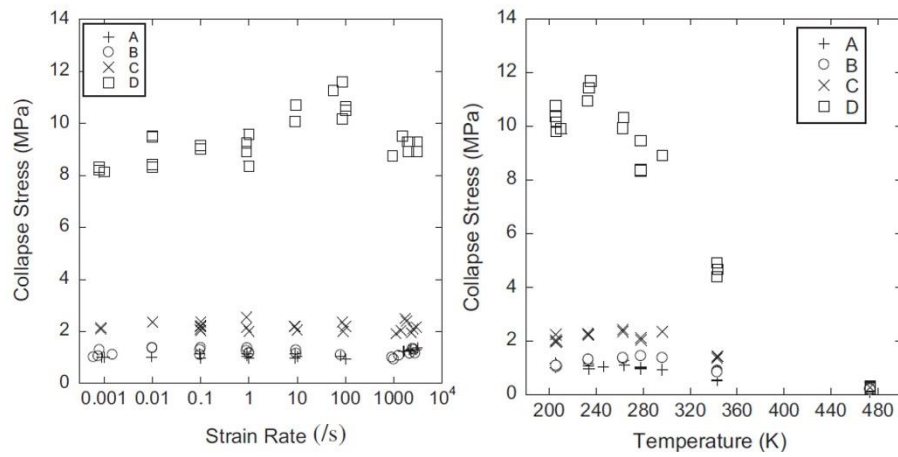 14
12
10
8
6
4
2
0
A
B
C
D
Collapse Stress (MPa)
0.001 0.01 0.1 1 10 100 1000 10⁴
Strain Rate (/s)
14
12
10
8
6
4
2
0
A
B
C
D
Collapse Stress (MPa)
200 240 280 320 360 400 440 480
Temperature (K)